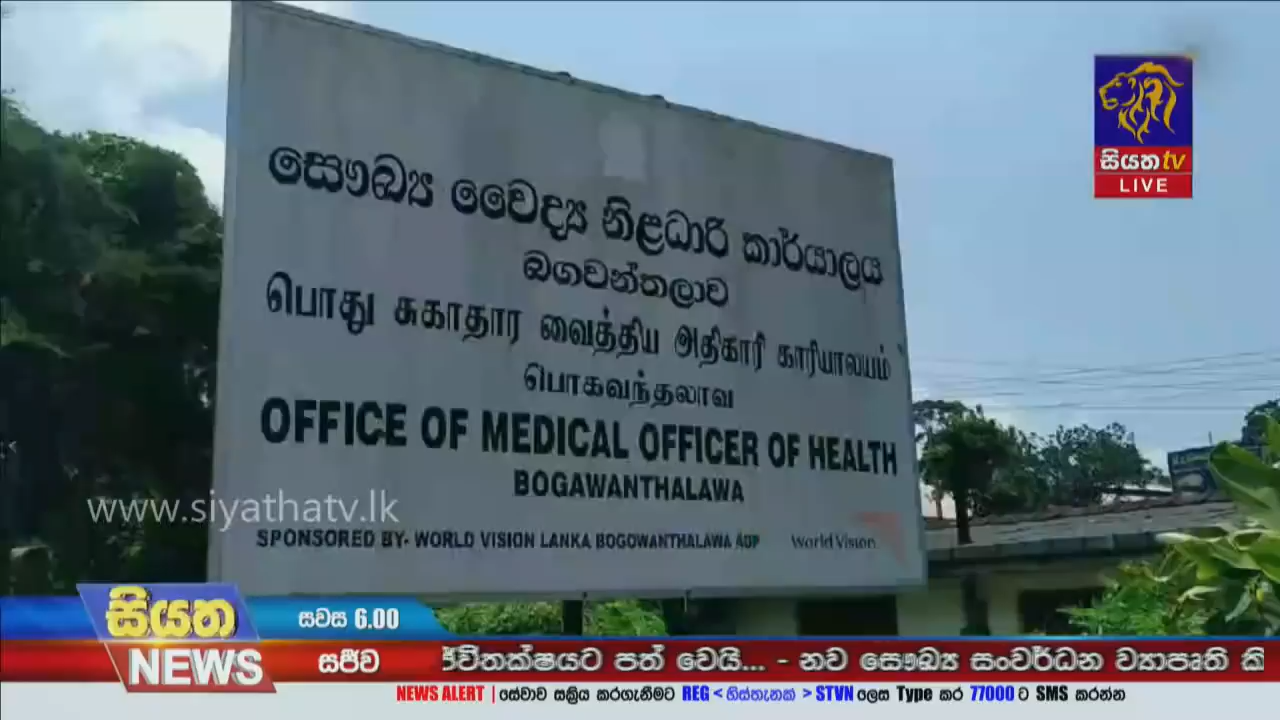 සියත tv
LIVE
සෞඛ්‍ය වෛද්‍ය නිළධාරි කාර්යාලය
බගවන්තලාව
பொது சுகாதார வைத்திய அதிகாரி காரியாலயம்
பொகவந்தலாவ
OFFICE OF MEDICAL OFFICER OF HEALTH
BOGAWANTHALAWA
SPONSORED BY- WORLD VISION LANKA BOGOWANTHALAWA ADP World Vision
www.siyathatv.lk
සියත සවස 6.00
NEWS සජීව ජීවිතක්ෂයට පත් වෙයි... - නව සෞඛ්‍ය සංවර්ධන ව්‍යාපෘති කි
NEWS ALERT | සේවාව සක්‍රිය කරගැනීමට REG < හිස්තැනක් > STVN ලෙස Type කර 77000 ට SMS කරන්න